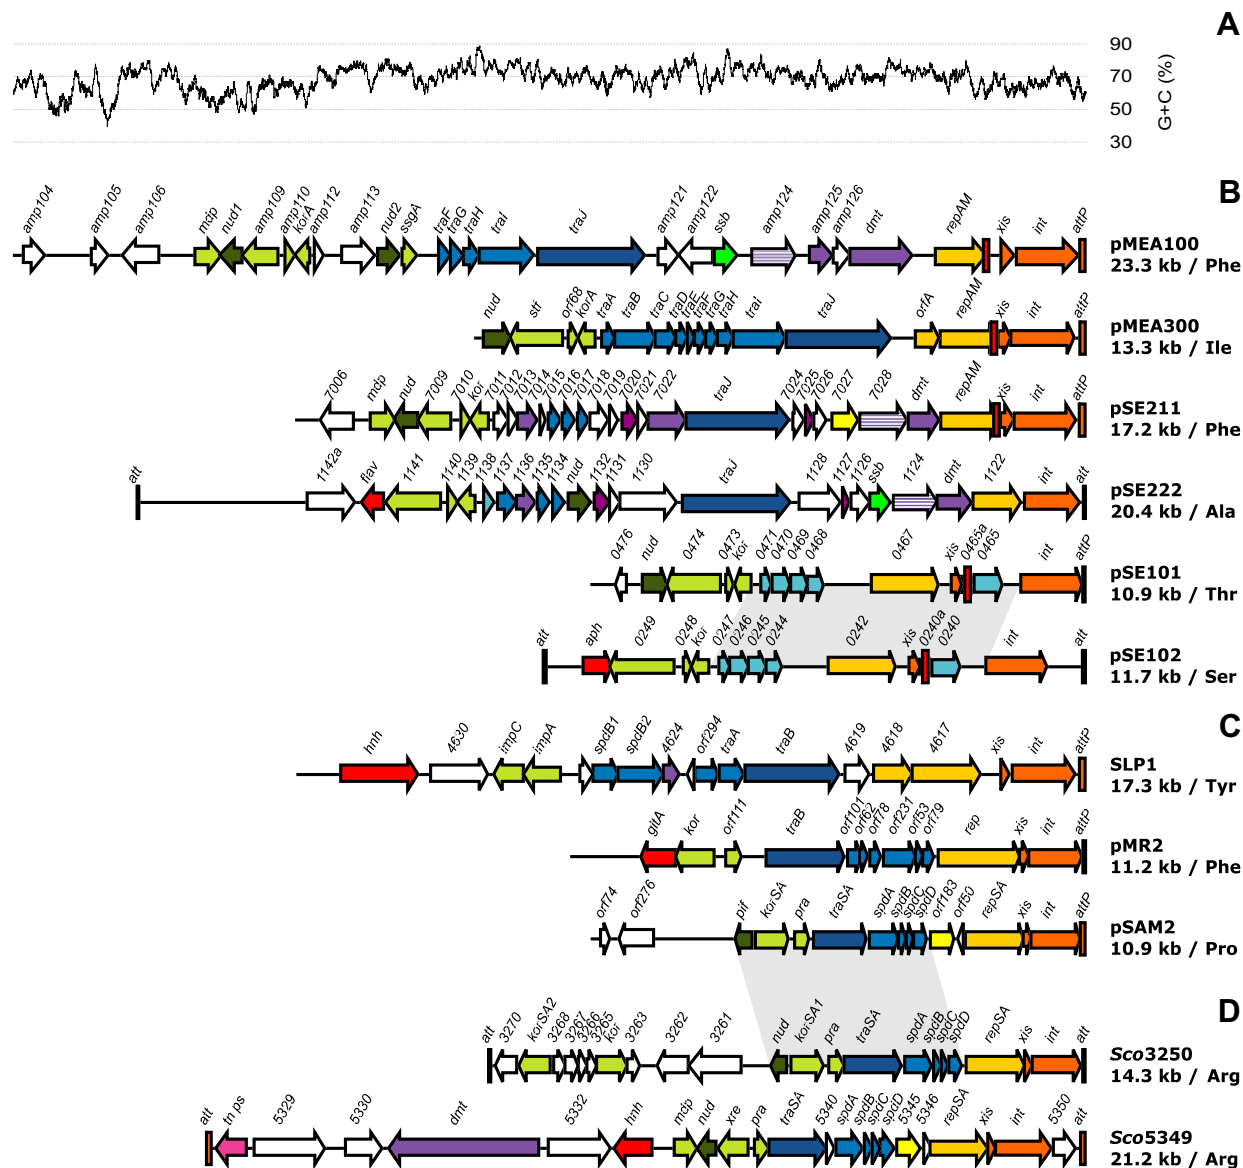 A
90
70
50
30
G+C (%)
B
amp104 amp105 amp106 mdp nud1 amp109 amp110 korA amp112 amp113 nud2 ssgA traF traG traH traI traJ amp121 amp122 ssb amp124 amp125 amp126 dmt repAM xis int attP
pMEA100
23.3 kb / Phe
nud stf orf68 korA traA traB traC traD traE traF traG traH traI traJ orfA repAM xis int attP
pMEA300
13.3 kb / Ile
7006 mdp nud 7009 7010 kor 7011 7012 7013 7014 7015 7016 7017 7018 7019 7020 7021 7022 traJ 7024 7025 7026 7027 7028 dmt repAM xis int attP
pSE211
17.2 kb / Phe
att 1142a flav 1141 1140 1139 1138 1137 1136 1135 1134 nud 1132 1131 1130 traJ 1128 1127 1126 ssb 1124 dmt 1122 int att
pSE222
20.4 kb / Ala
0476 nud 0474 0473 kor 0471 0470 0469 0468 0467 xis 0465a 0465 int attP
pSE101
10.9 kb / Thr
att aph 0249 0248 kor 0247 0246 0245 0244 0242 xis 0240a 0240 int att
pSE102
11.7 kb / Ser
C
hnh 4630 impC impA spdB1 spdB2 4624 orf294 traA traB 4619 4618 4617 xis int attP
SLP1
17.3 kb / Tyr
gltA kor orf111 traB orf101 orf62 orf78 orf231 orf53 orf79 rep xis int attP
pMR2
11.2 kb / Phe
orf74 orf276 pif korSA pra traSA spdA spdB spdC spdD orf183 orf50 repSA xis int attP
pSAM2
10.9 kb / Pro
D
att 3270 korSA2 3268 3267 3266 3265 kor 3263 3262 3261 nud korSA1 pra traSA spdA spdB spdC spdD repSA xis int att
Sco3250
14.3 kb / Arg
att tn ps 5329 5330 dmt 5332 hnh mdp nud xre pra traSA 5340 spdA spdB spdC spdD 5345 5346 repSA xis int 5350 att
Sco5349
21.2 kb / Arg